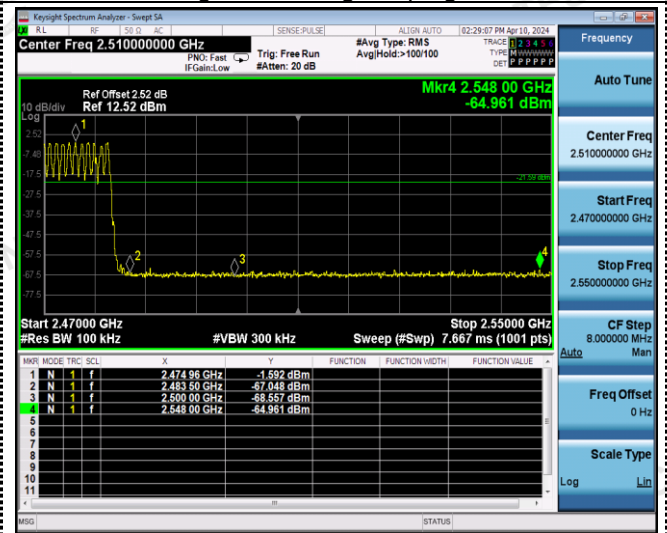 Keysight Spectrum Analyzer - Swept SA
RL RF 50 Ω AC SENSE:PULSE ALIGN AUTO 02:29:07 PM Apr 10, 2024
Center Freq 2.510000000 GHz
PNO: Fast
IFGain:Low
Trig: Free Run
#Atten: 20 dB
#Avg Type: RMS
Avg|Hold:>100/100
TRACE 1 2 3 4 5 6
TYPE M WWWWW
DET P P P P P P
Ref Offset 2.52 dB
10 dB/div Ref 12.52 dBm
Log
Mkr4 2.548 00 GHz
-64.961 dBm
1
2.52
-7.48
-17.5
-21.59 dBm
-27.5
-37.5
-47.5
-57.5
2
3
4
-67.5
-77.5
Start 2.47000 GHz Stop 2.55000 GHz
#Res BW 100 kHz #VBW 300 kHz Sweep (#Swp) 7.667 ms (1001 pts)
MKR MODE TRC SCL X Y FUNCTION FUNCTION WIDTH FUNCTION VALUE
1 N 1 f 2.474 96 GHz -1.592 dBm
2 N 1 f 2.483 50 GHz -67.048 dBm
3 N 1 f 2.500 00 GHz -68.557 dBm
4 N 1 f 2.548 00 GHz -64.961 dBm
5
6
7
8
9
10
11
MSG STATUS
Frequency
Auto Tune
Center Freq
2.510000000 GHz
Start Freq
2.470000000 GHz
Stop Freq
2.550000000 GHz
CF Step
8.000000 MHz
Auto Man
Freq Offset
0 Hz
Scale Type
Log Lin